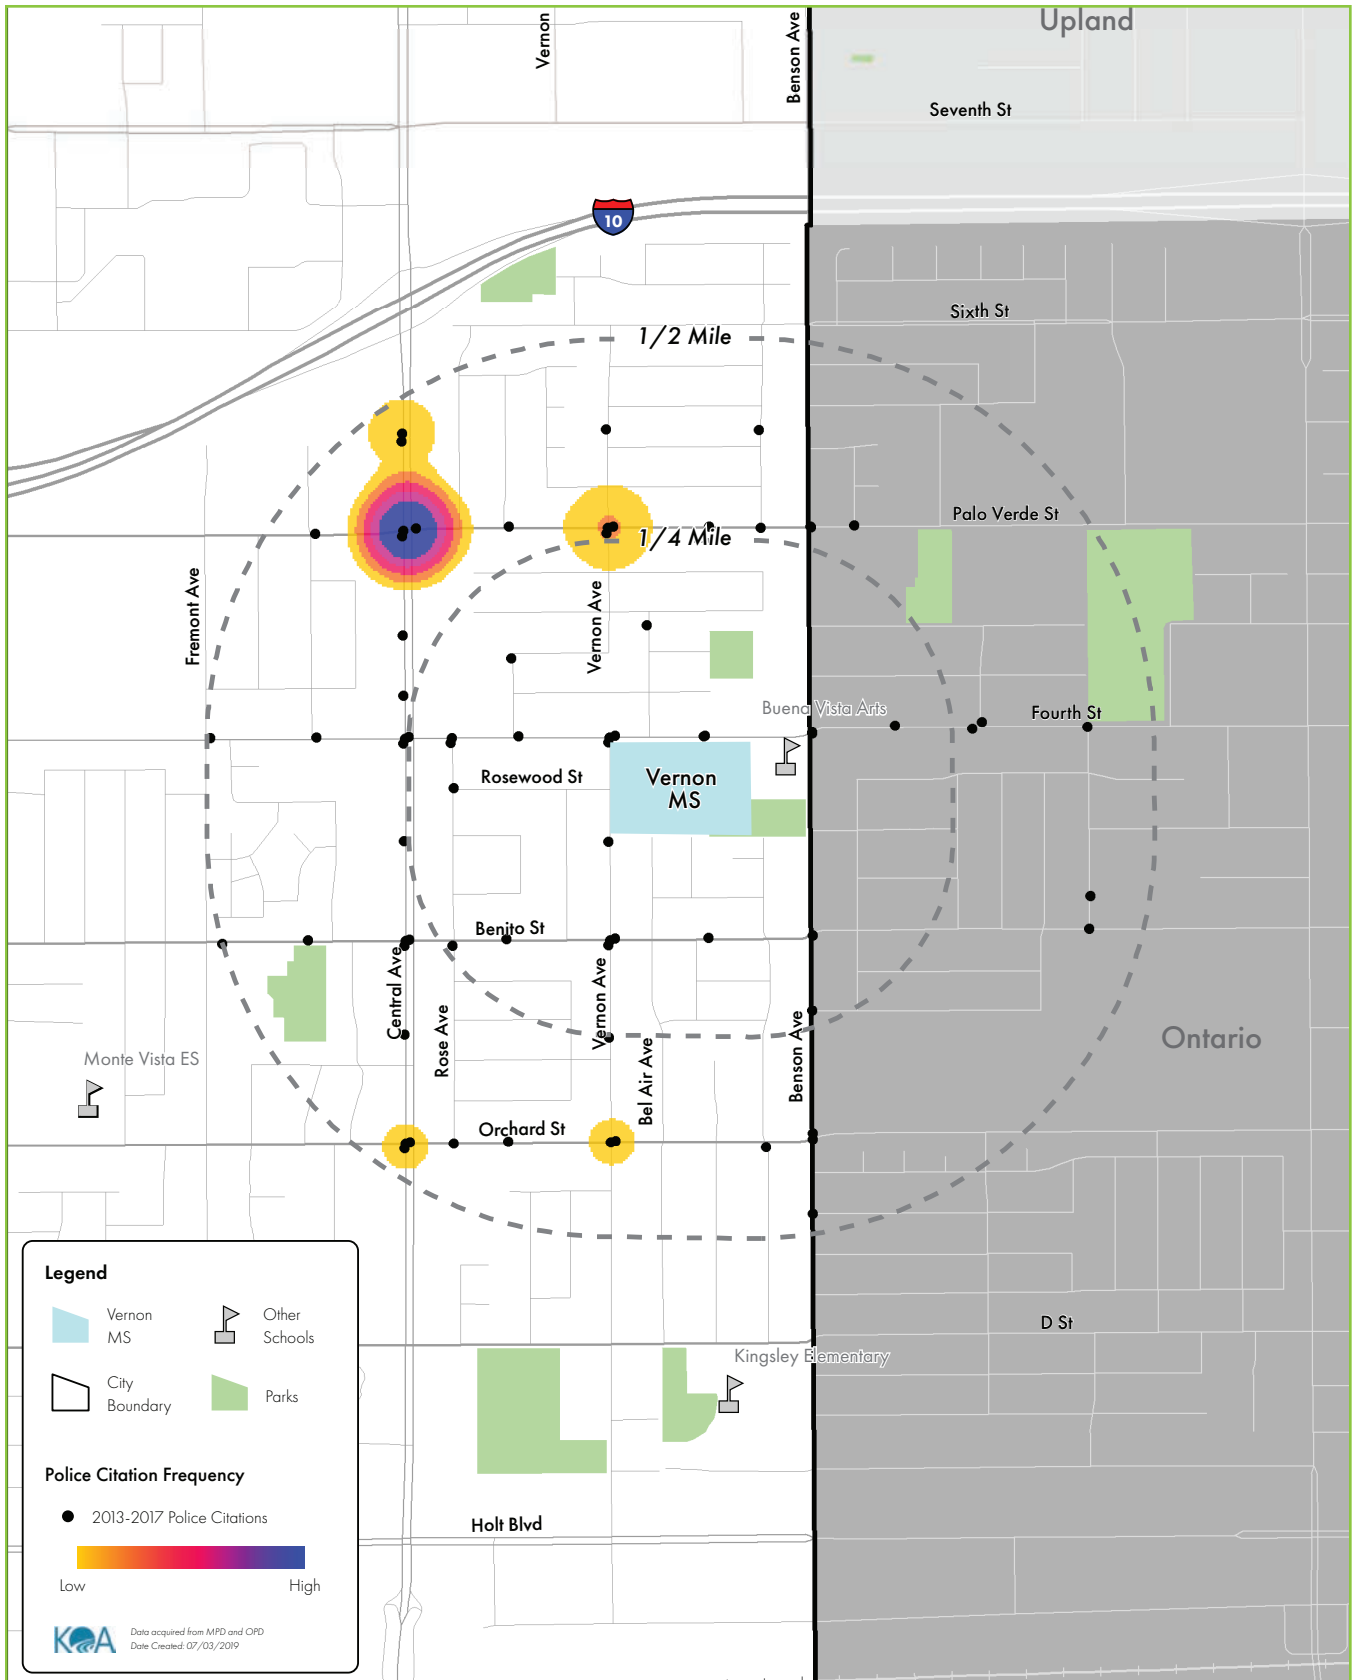 Upland
Vernon
Benson Ave
Seventh St
10
Sixth St
1/2 Mile
Palo Verde St
1/4 Mile
Fremont Ave
Vernon Ave
Buena Vista Arts
Fourth St
Rosewood St
Vernon
MS
Benito St
Central Ave
Rose Ave
Vernon Ave
Bel Air Ave
Benson Ave
Ontario
Monte Vista ES
Orchard St
D St
Kingsley Elementary
Holt Blvd
Legend
Vernon
MS
Other
Schools
City
Boundary
Parks
Police Citation Frequency
2013-2017 Police Citations
Low
High
KOA
Data acquired from MPD and OPD
Date Created: 07/03/2019